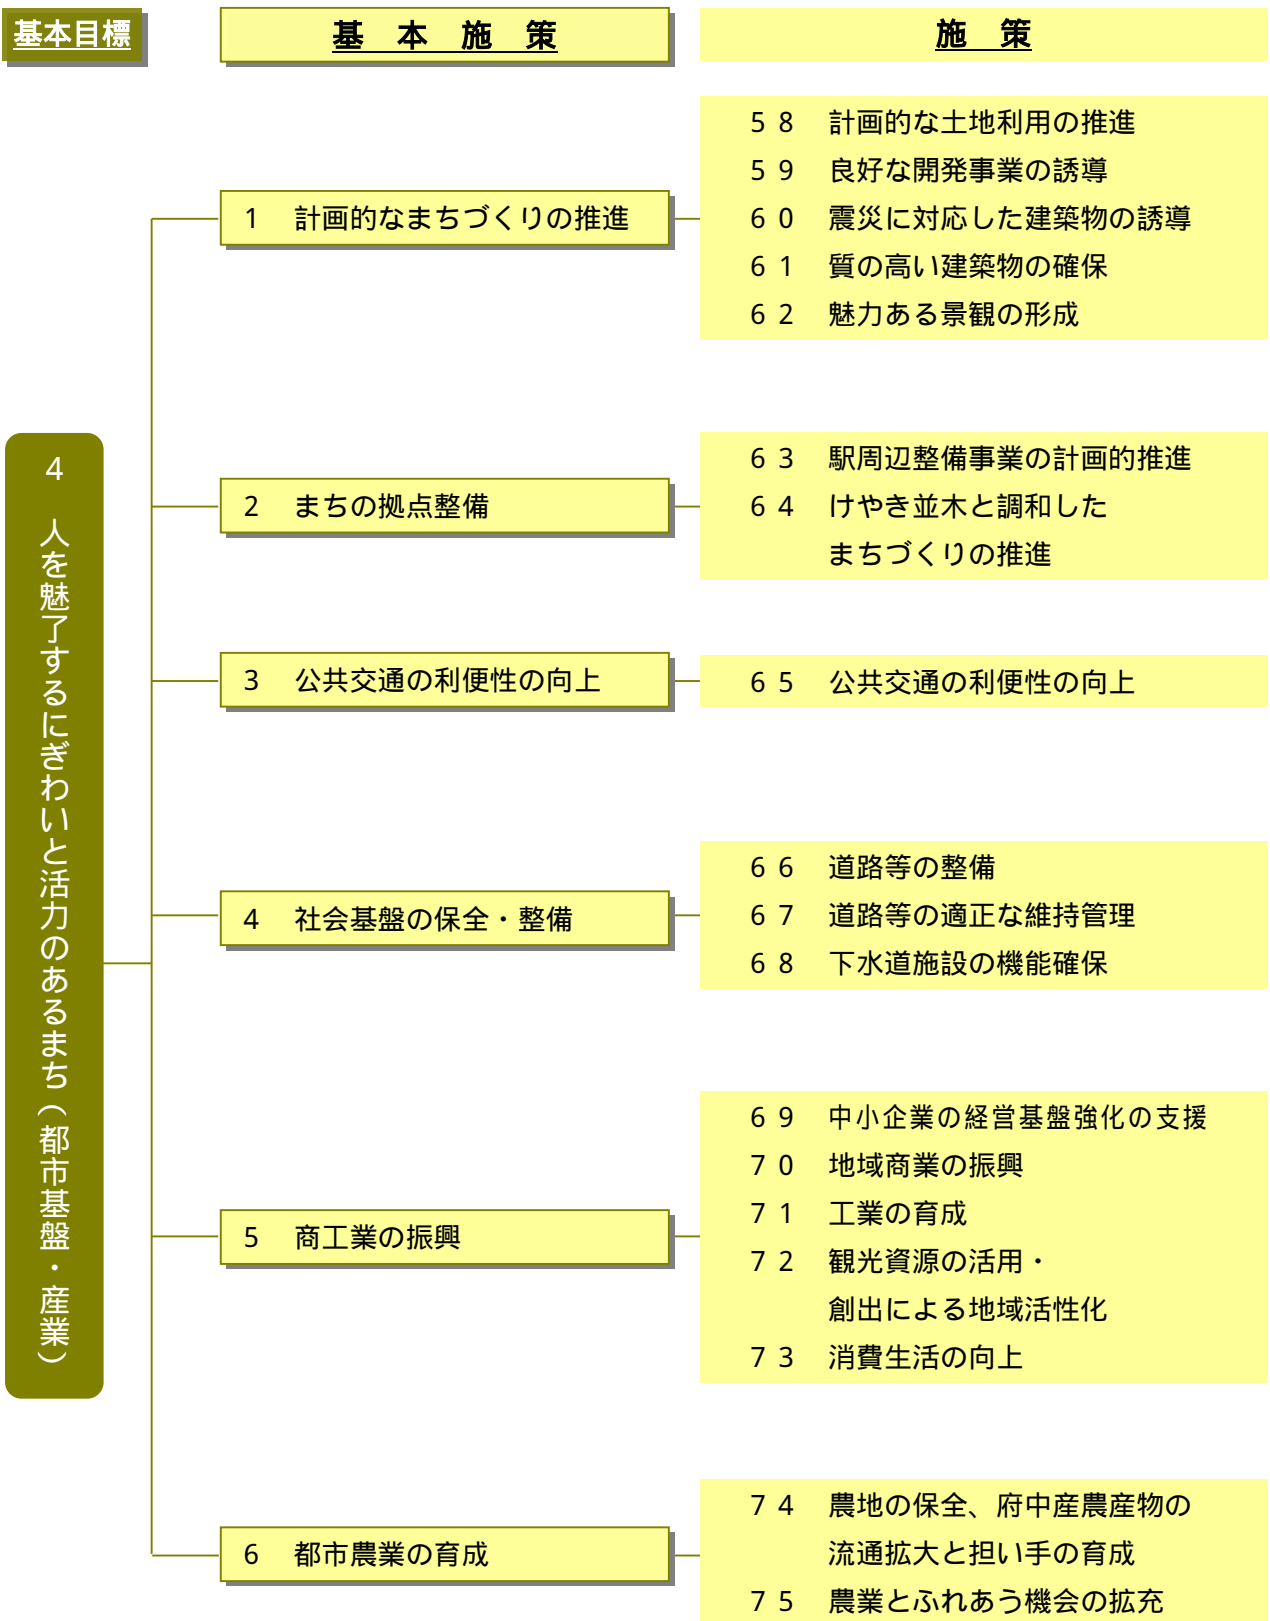 基本目標
基　本　施　策
施　策
４　人を魅了するにぎわいと活力のあるまち（都市基盤・産業）
1　計画的なまちづくりの推進
５８　計画的な土地利用の推進
５９　良好な開発事業の誘導
６０　震災に対応した建築物の誘導
６１　質の高い建築物の確保
６２　魅力ある景観の形成
2　まちの拠点整備
６３　駅周辺整備事業の計画的推進
６４　けやき並木と調和した
まちづくりの推進
3　公共交通の利便性の向上
６５　公共交通の利便性の向上
4　社会基盤の保全・整備
６６　道路等の整備
６７　道路等の適正な維持管理
６８　下水道施設の機能確保
5　商工業の振興
６９　中小企業の経営基盤強化の支援
７０　地域商業の振興
７１　工業の育成
７２　観光資源の活用・
創出による地域活性化
７３　消費生活の向上
6　都市農業の育成
７４　農地の保全、府中産農産物の
流通拡大と担い手の育成
７５　農業とふれあう機会の拡充